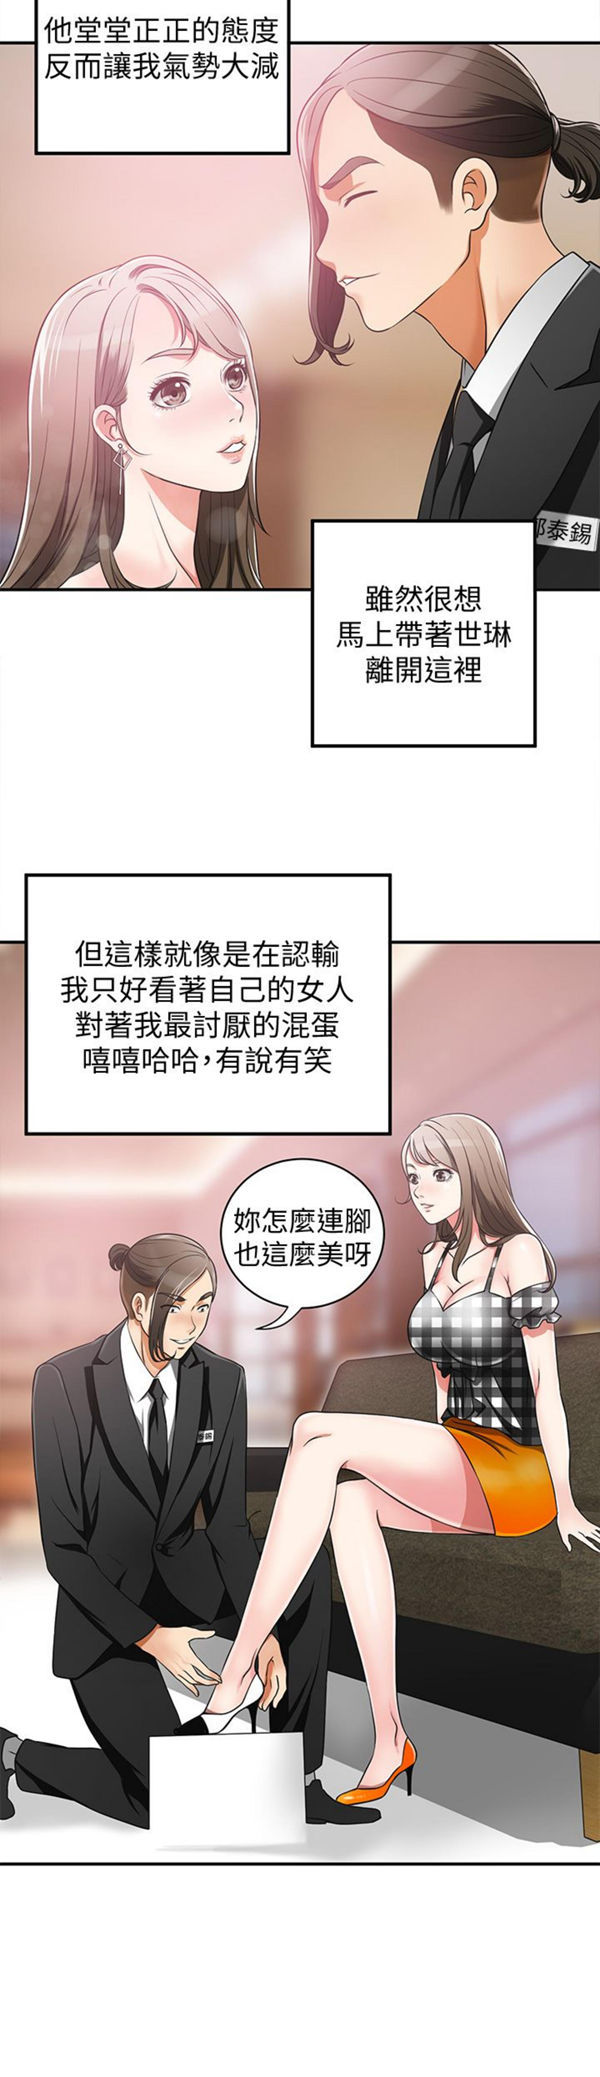 他堂堂正正的態度
反而讓我氣勢大減
泰錫
雖然很想
馬上帶著世琳
離開這裡
但這樣就像是在認輸
我只好看著自己的女人
對著我最討厭的混蛋
嘻嘻哈哈，有說有笑
妳怎麼連腳
也這麼美呀